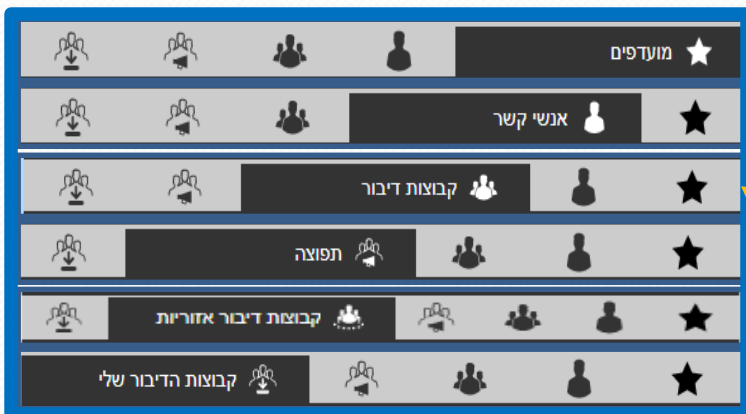 מועדפים
אנשי קשר
קבוצות דיבור
תפוצה
קבוצות דיבור אזוריות
קבוצות הדיבור שלי